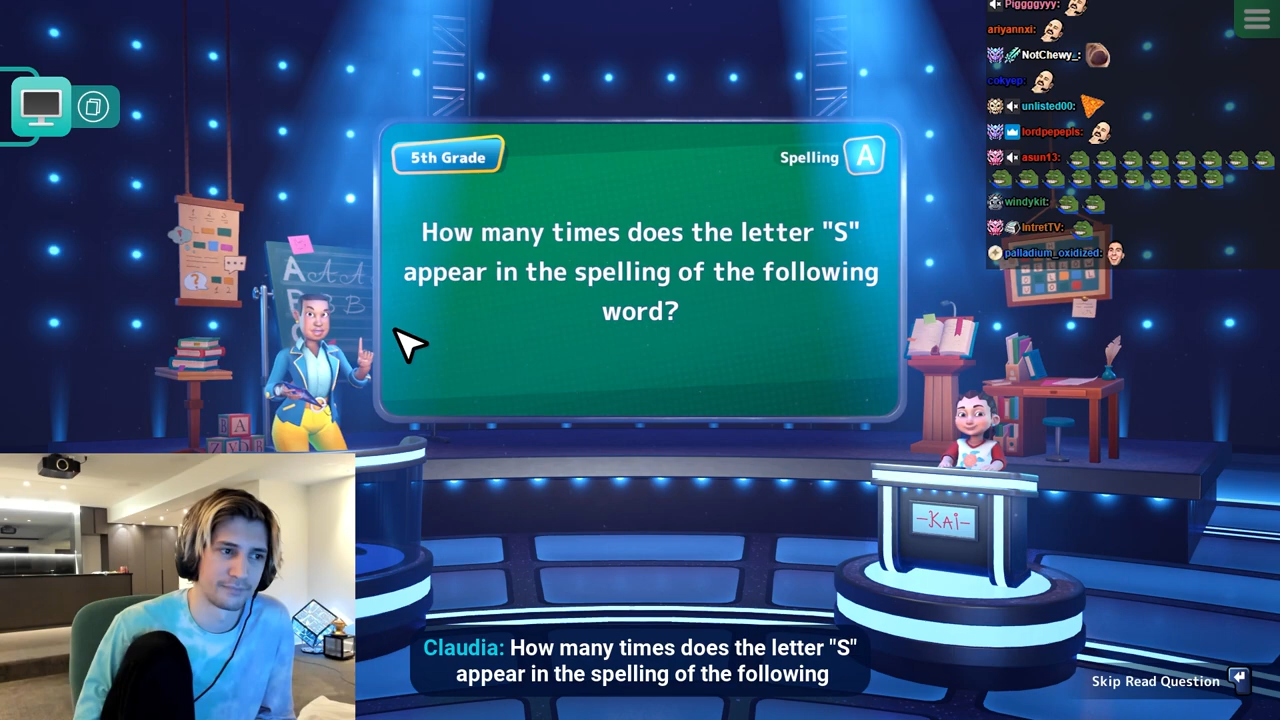 Piggggyyy:
ariyannxi:
NotChewy_:
cokyep:
unlisted00:
lordpepepls:
asun13:
windykit:
IntretTV:
palladium_oxidized:
5th Grade
Spelling A
How many times does the letter "S"
appear in the spelling of the following
word?
A
B
B A
Z Y D B
-KAi-
Claudia: How many times does the letter "S"
appear in the spelling of the following
Skip Read Question